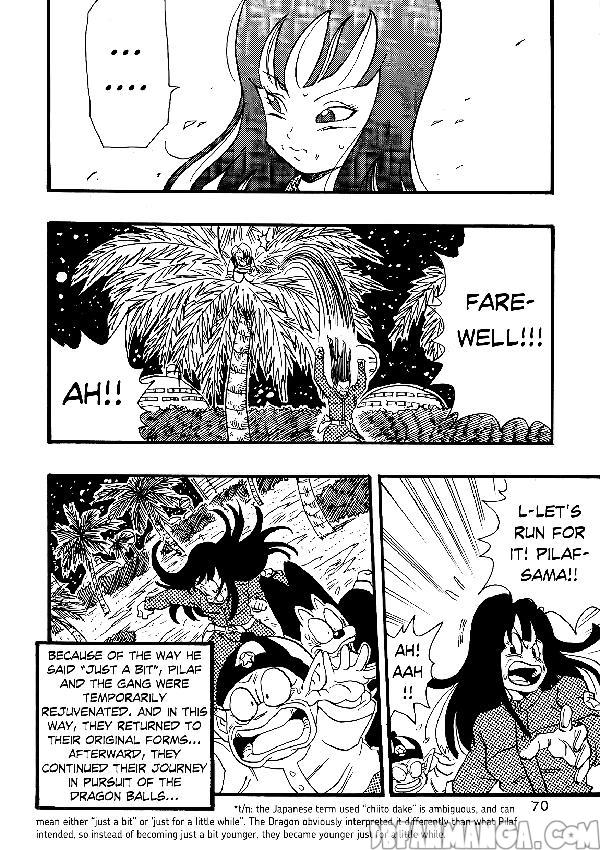 ...
....
FARE-
WELL!!!
AH!!
L-LET'S
RUN FOR
IT! PILAF-
SAMA!!
AH!
AAH
!!
BECAUSE OF THE WAY HE
SAID "JUST A BIT", PILAF
AND THE GANG WERE
TEMPORARILY
REJUVENATED. AND IN THIS
WAY, THEY RETURNED TO
THEIR ORIGINAL FORMS...
AFTERWARD, THEY
CONTINUED THEIR JOURNEY
IN PURSUIT OF THE
DRAGON BALLS...
*t/n: the Japanese term used "chiito dake" is ambiguous, and can
mean either "just a bit" or "just for a little while". The Dragon obviously interpreted it differently than what Pilaf
intended, so instead of becoming just a bit younger, they became younger just for a little while.
70
DBFANMANGA.COM